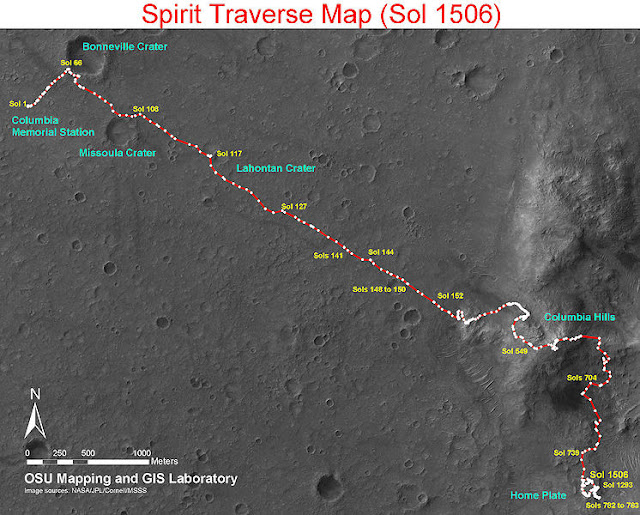 Spirit Traverse Map (Sol 1506)
Bonneville Crater
Sol 66
Sol 1
Columbia
Memorial Station
Sol 108
Missoula Crater
Sol 117
Lahontan Crater
Sol 127
Sols 141
Sol 144
Sols 148 to 150
Sol 152
Columbia Hills
Sol 549
Sols 704
Sol 739
Sol 1506
Sol 1293
Home Plate
Sols 782 to 783
N
0 250 500 1000
Meters
OSU Mapping and GIS Laboratory
Image sources: NASA/JPL/Cornell/MSSS